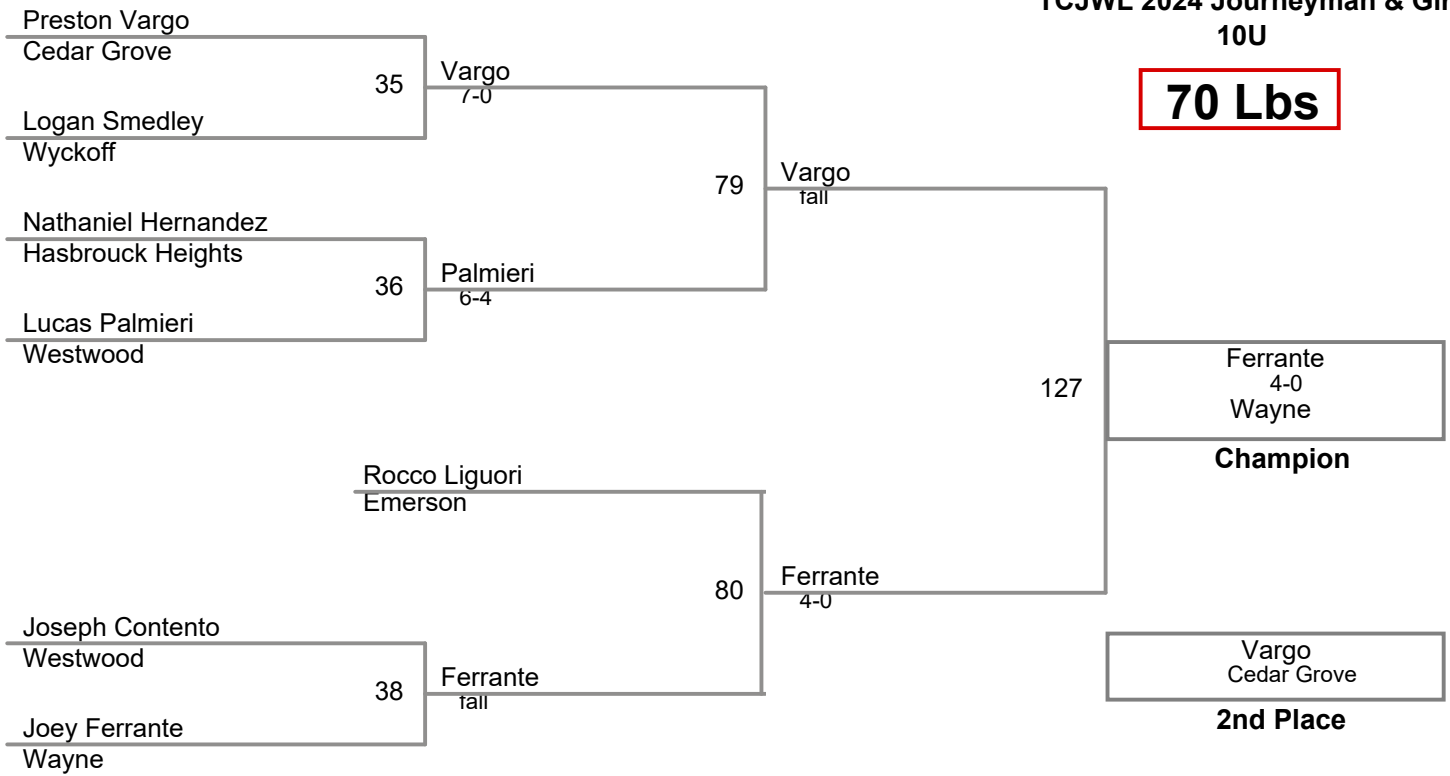 TCJWL 2024 Journeyman &
10U
70 Lbs
Preston Vargo
Cedar Grove
35
Vargo
7-0
Logan Smedley
Wyckoff
79
Vargo
fall
Nathaniel Hernandez
Hasbrouck Heights
36
Palmieri
6-4
Lucas Palmieri
Westwood
127
Ferrante
4-0
Wayne
Champion
Rocco Liguori
Emerson
80
Ferrante
4-0
Joseph Contento
Westwood
38
Ferrante
fall
Joey Ferrante
Wayne
Vargo
Cedar Grove
2nd Place